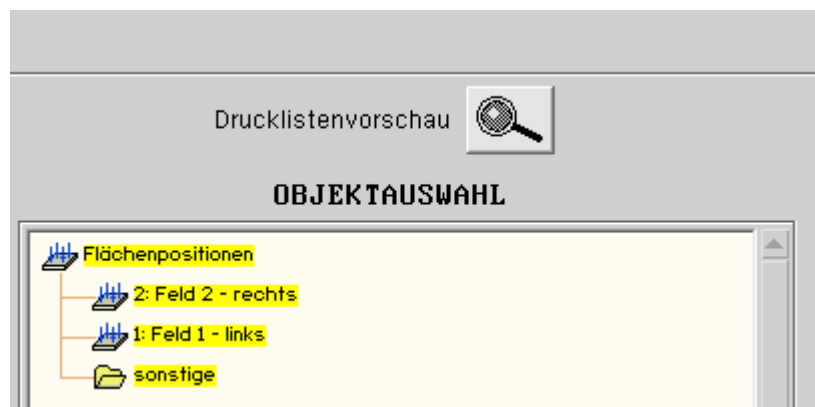 Drucklistenvorschau
OBJEKTAUSWAHL
Flächenpositionen
2: Feld 2 - rechts
1: Feld 1 - links
sonstige